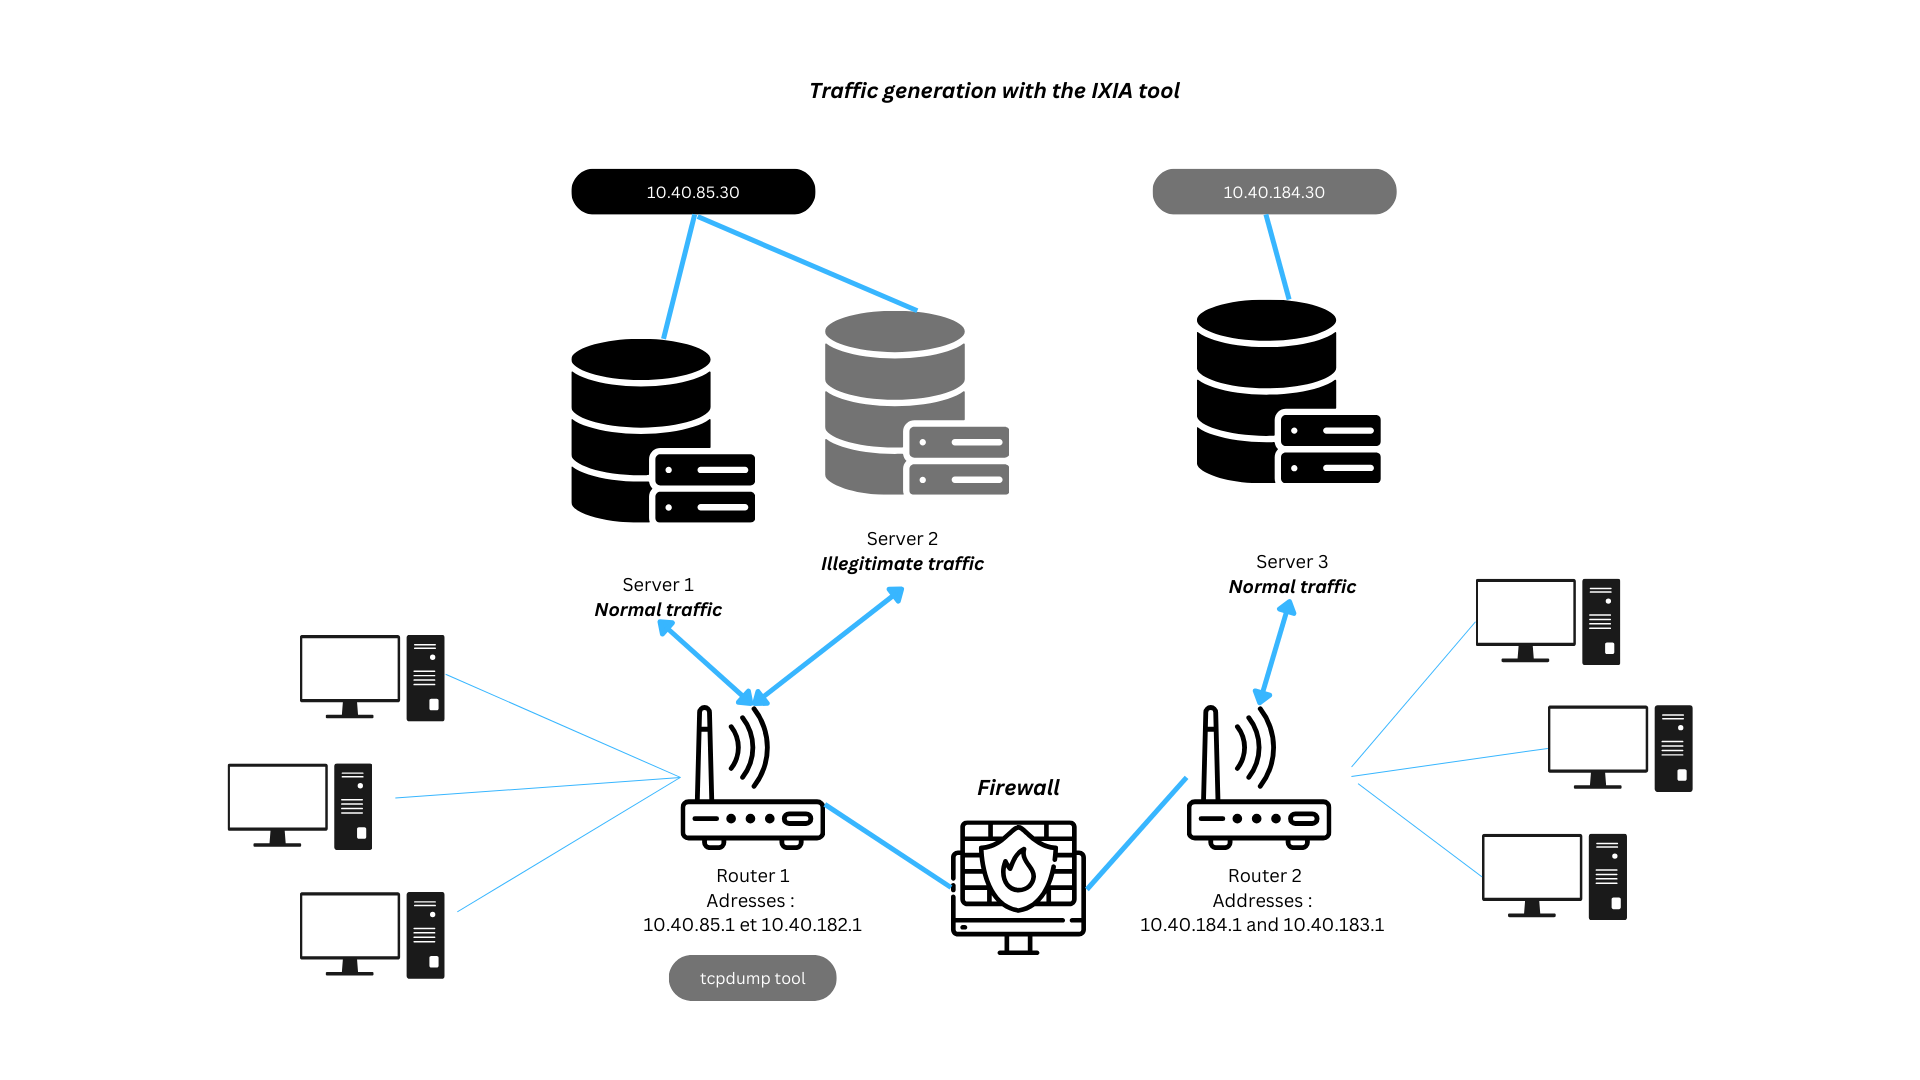 Traffic generation with the IXIA tool
10.40.85.30
10.40.184.30
Server 2
Illegitimate traffic
Server 3
Normal traffic
Server 1
Normal traffic
Firewall
Router 1
Adresses :
10.40.85.1 et 10.40.182.1
Router 2
Addresses :
10.40.184.1 and 10.40.183.1
tcpdump tool